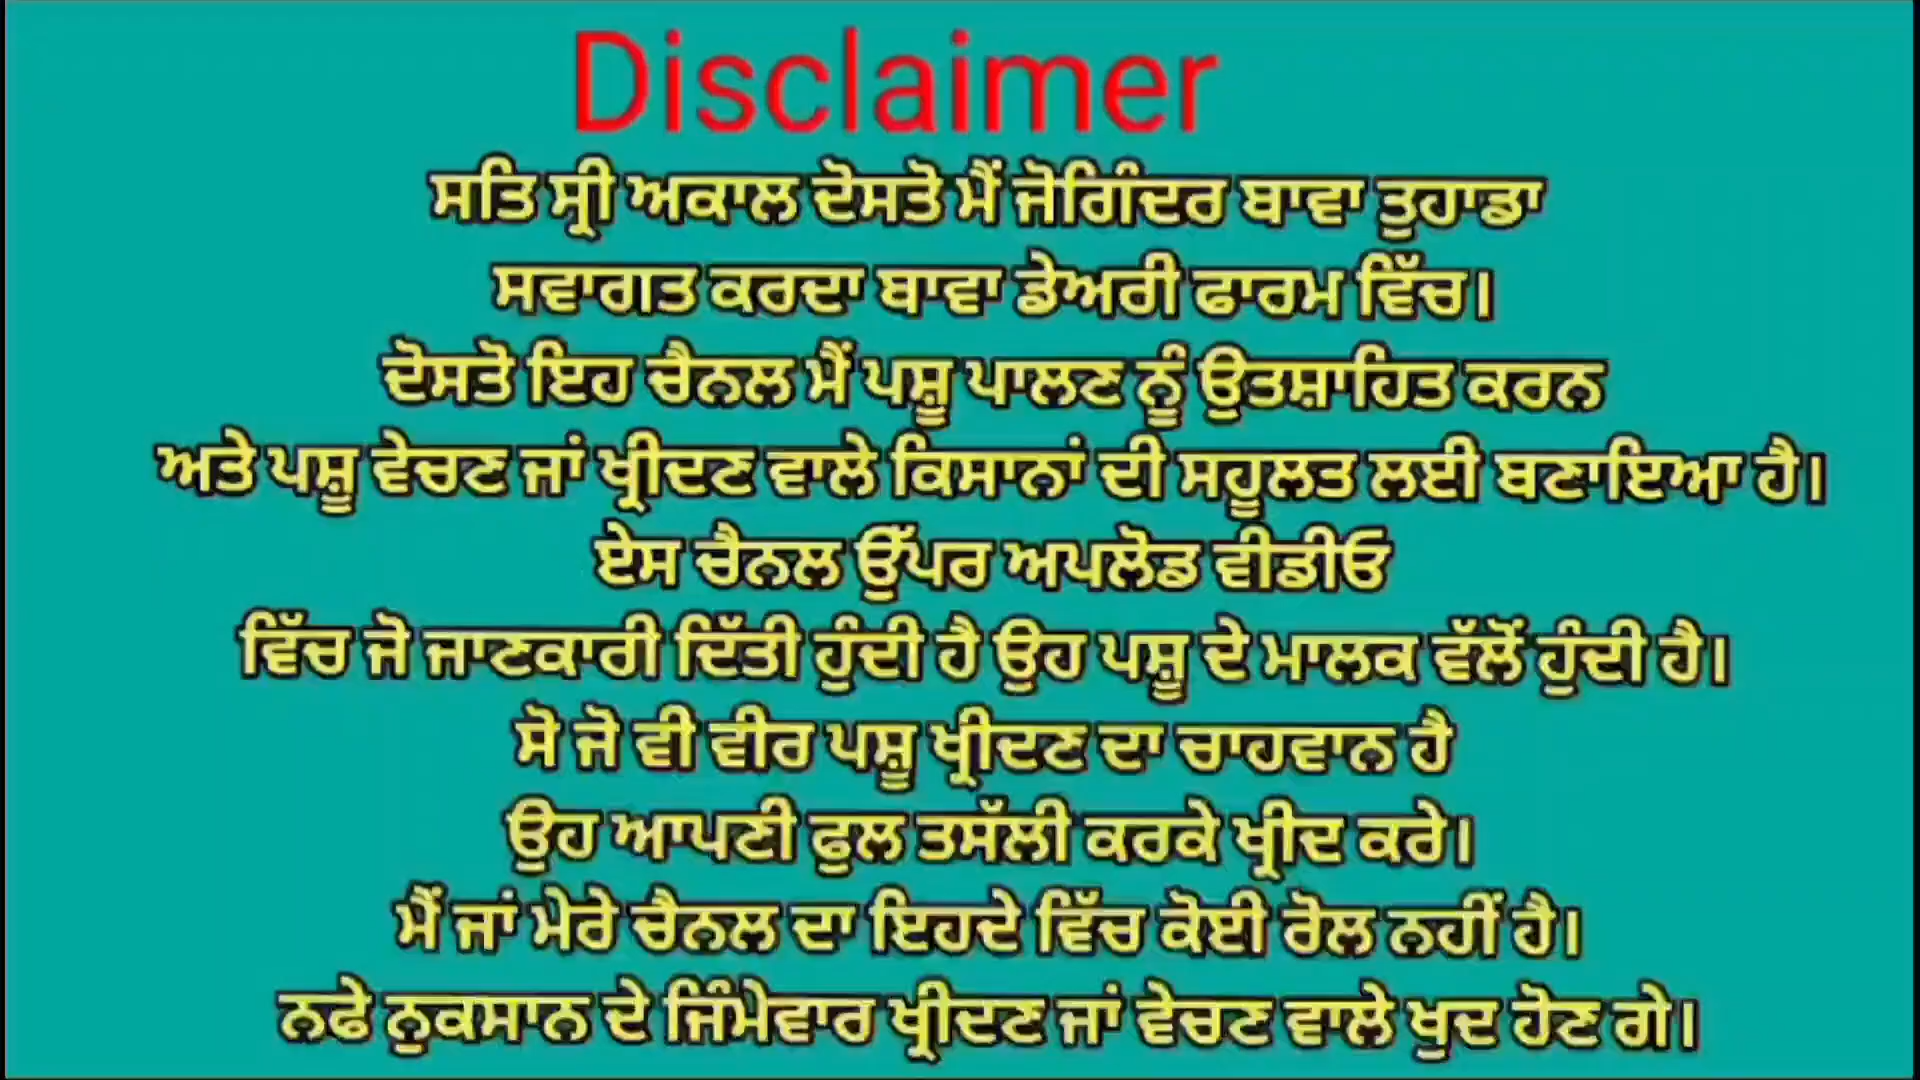 Disclaimer
ਸਤਿ ਸ੍ਰੀ ਅਕਾਲ ਦੋਸਤੋ ਮੈਂ ਜੋਗਿੰਦਰ ਬਾਵਾ ਤੁਹਾਡਾ
ਸਵਾਗਤ ਕਰਦਾ ਬਾਵਾ ਡੇਅਰੀ ਫਾਰਮ ਵਿੱਚ।
ਦੋਸਤੋ ਇਹ ਚੈਨਲ ਮੈਂ ਪਸ਼ੂ ਪਾਲਣ ਨੂੰ ਉਤਸ਼ਾਹਿਤ ਕਰਨ
ਅਤੇ ਪਸ਼ੂ ਵੇਚਣ ਜਾਂ ਖ੍ਰੀਦਣ ਵਾਲੇ ਕਿਸਾਨਾਂ ਦੀ ਸਹੂਲਤ ਲਈ ਬਣਾਇਆ ਹੈ।
ਏਸ ਚੈਨਲ ਉੱਪਰ ਅਪਲੋਡ ਵੀਡੀਓ
ਵਿੱਚ ਜੋ ਜਾਣਕਾਰੀ ਦਿੱਤੀ ਹੁੰਦੀ ਹੈ ਉਹ ਪਸ਼ੂ ਦੇ ਮਾਲਕ ਵੱਲੋਂ ਹੁੰਦੀ ਹੈ।
ਸੋ ਜੋ ਵੀ ਵੀਰ ਪਸ਼ੂ ਖ੍ਰੀਦਣ ਦਾ ਚਾਹਵਾਨ ਹੈ
ਉਹ ਆਪਣੀ ਫੁਲ ਤਸੱਲੀ ਕਰਕੇ ਖ੍ਰੀਦ ਕਰੇ।
ਮੈਂ ਜਾਂ ਮੇਰੇ ਚੈਨਲ ਦਾ ਇਹਦੇ ਵਿੱਚ ਕੋਈ ਰੋਲ ਨਹੀਂ ਹੈ।
ਨਫੇ ਨੁਕਸਾਨ ਦੇ ਜਿੰਮੇਵਾਰ ਖ੍ਰੀਦਣ ਜਾਂ ਵੇਚਣ ਵਾਲੇ ਖੁਦ ਹੋਣ ਗੇ।